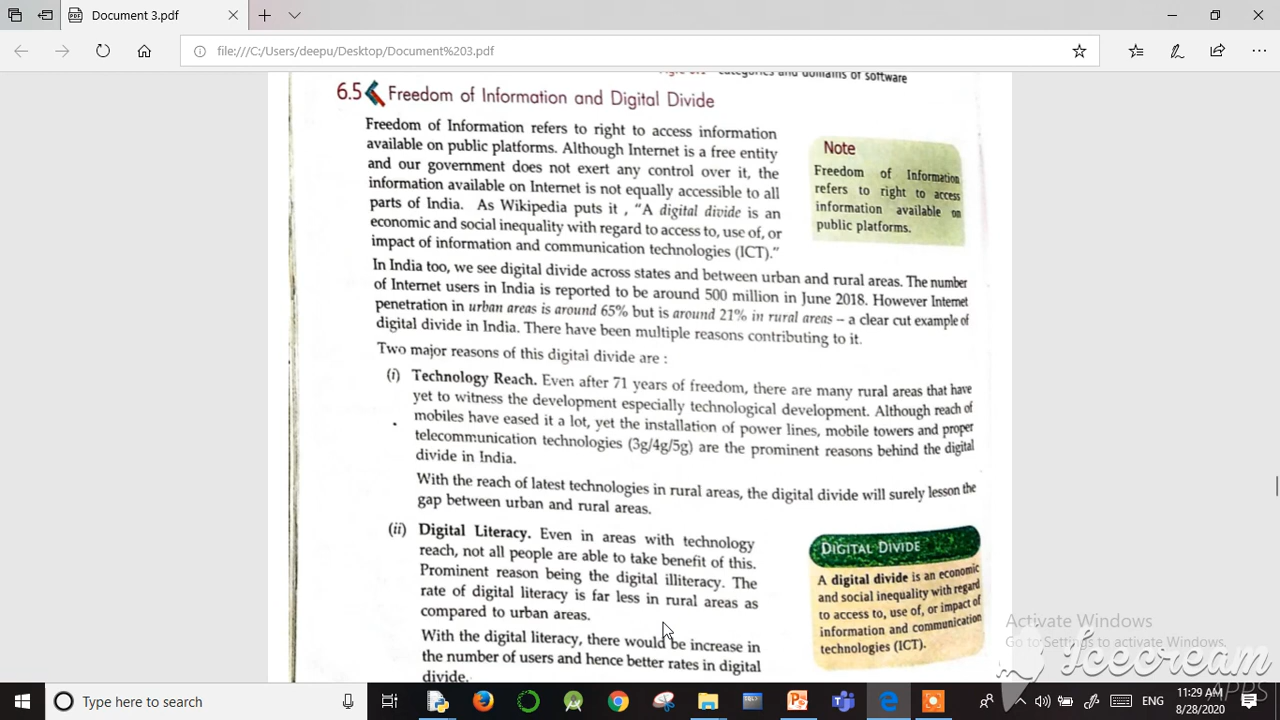 Document 3.pdf
file:///C:/Users/deepu/Desktop/Document%203.pdf
categories and domains of software
6.5 Freedom of Information and Digital Divide
Freedom of Information refers to right to access information
available on public platforms. Although Internet is a free entity
and our government does not exert any control over it, the
information available on Internet is not equally accessible to all
parts of India. As Wikipedia puts it , "A digital divide is an
economic and social inequality with regard to access to, use of, or
impact of information and communication technologies (ICT)."
Note
Freedom of Information
refers to right to access
information available on
public platforms.
In India too, we see digital divide across states and between urban and rural areas. The number
of Internet users in India is reported to be around 500 million in June 2018. However Internet
penetration in urban areas is around 65% but is around 21% in rural areas – a clear cut example of
digital divide in India. There have been multiple reasons contributing to it.
Two major reasons of this digital divide are :
(i) Technology Reach. Even after 71 years of freedom, there are many rural areas that have
yet to witness the development especially technological development. Although reach of
mobiles have eased it a lot, yet the installation of power lines, mobile towers and proper
telecommunication technologies (3g/4g/5g) are the prominent reasons behind the digital
divide in India.
With the reach of latest technologies in rural areas, the digital divide will surely lesson the
gap between urban and rural areas.
(ii) Digital Literacy. Even in areas with technology
reach, not all people are able to take benefit of this.
Prominent reason being the digital illiteracy. The
rate of digital literacy is far less in rural areas as
compared to urban areas.
With the digital literacy, there would be increase in
the number of users and hence better rates in digital
divide.
DIGITAL DIVIDE
A digital divide is an economic
and social inequality with regard
to access to, use of, or impact of
information and communication
technologies (ICT).
Activate Windows
Go to Settings to activate Windows.
Icecream
APPS
Type here to search
ENG
:29 AM
8/28/2020